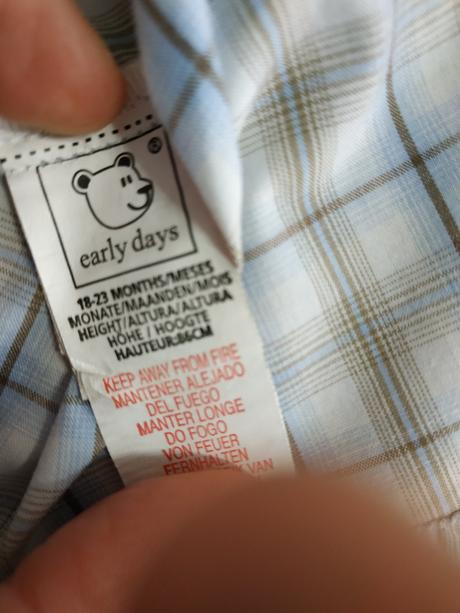 early days
18-23 MONTHS/MESES
MONATE/MAANDEN/MOIS
HEIGHT/ALTURA/ALTURA
HÖHE / HOOGTE
HAUTEUR:86CM
KEEP AWAY FROM FIRE
MANTENER ALEJADO
DEL FUEGO
MANTER LONGE
DO FOGO
VON FEUER
FERNHALTEN
VAN